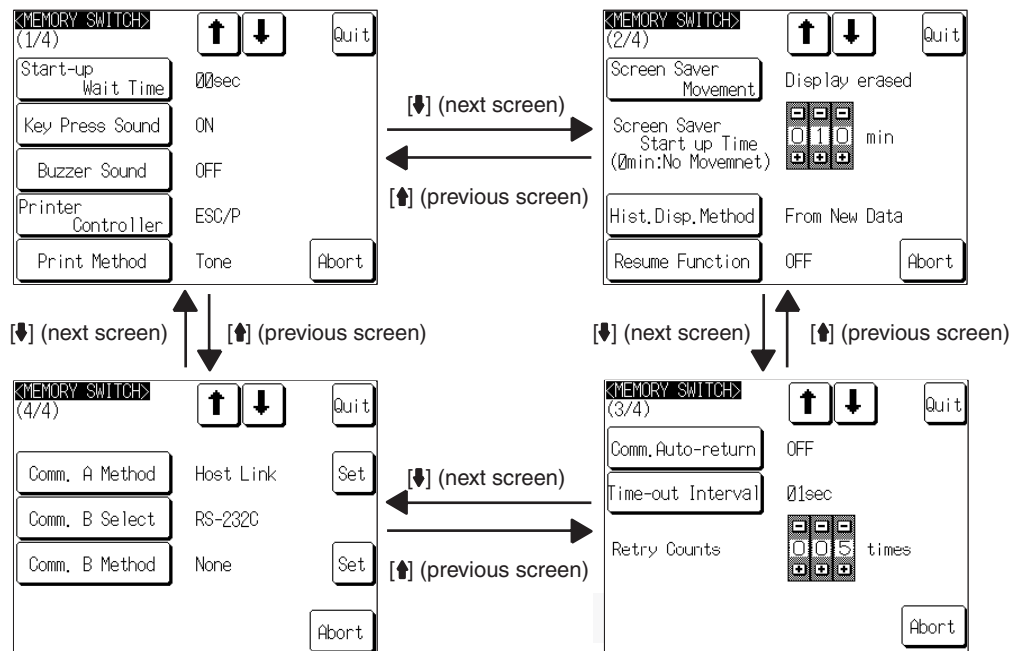 <MEMORY SWITCH>
(1/4)
Quit
Start-up
Wait Time
00sec
Key Press Sound
ON
Buzzer Sound
OFF
Printer
Controller
ESC/P
Print Method
Tone
Abort
[⬇] (next screen)
[⬆] (previous screen)
<MEMORY SWITCH>
(2/4)
Quit
Screen Saver
Movement
Display erased
Screen Saver
Start up Time
(0min:No Movemnet)
010 min
Hist.Disp.Method
From New Data
Resume Function
OFF
Abort
[⬇] (next screen)
[⬆] (previous screen)
[⬇] (next screen)
[⬆] (previous screen)
<MEMORY SWITCH>
(4/4)
Quit
Comm. A Method
Host Link
Set
Comm. B Select
RS-232C
Comm. B Method
None
Set
Abort
[⬇] (next screen)
[⬆] (previous screen)
<MEMORY SWITCH>
(3/4)
Quit
Comm.Auto-return
OFF
Time-out Interval
01sec
Retry Counts
005 times
Abort